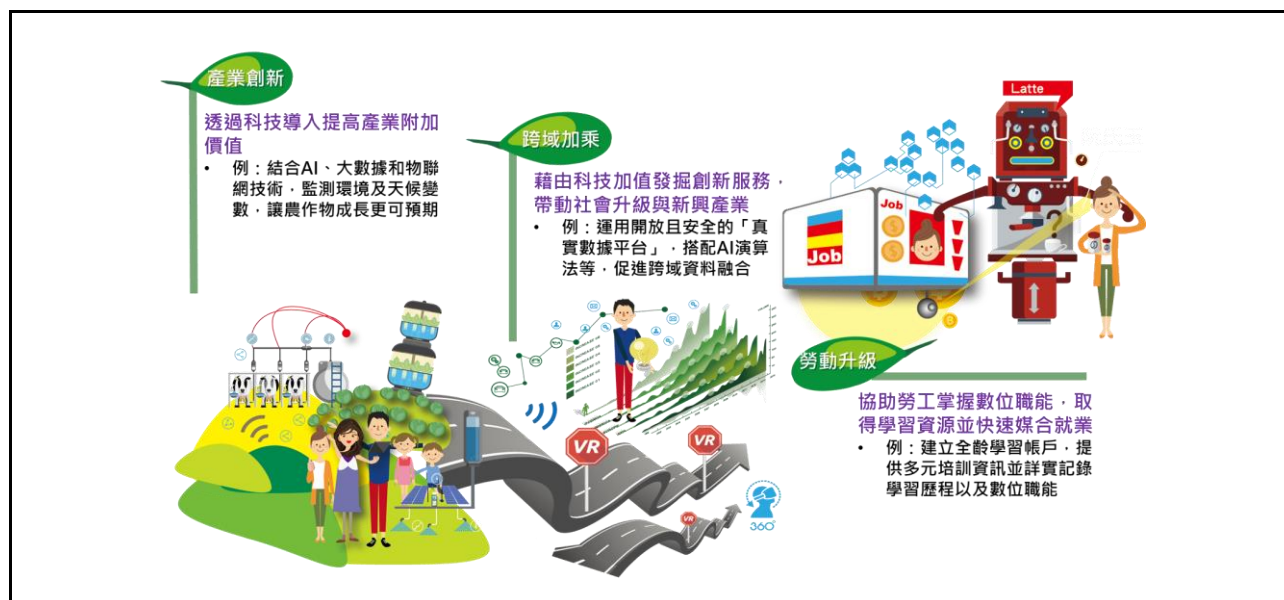 產業創新
透過科技導入提高產業附加
價值
• 例：結合AI、大數據和物聯
網技術，監測環境及天候變
數，讓農作物成長更可預期
跨域加乘
藉由科技加值發掘創新服務，
帶動社會升級與新興產業
• 例：運用開放且安全的「真
實數據平台」，搭配AI演算
法等，促進跨域資料融合
Latte
Job
Job
?
勞動升級
協助勞工掌握數位職能，取
得學習資源並快速媒合就業
• 例：建立全齡學習帳戶，提
供多元培訓資訊並詳實記錄
學習歷程以及數位職能
VR
VR
VR
360°